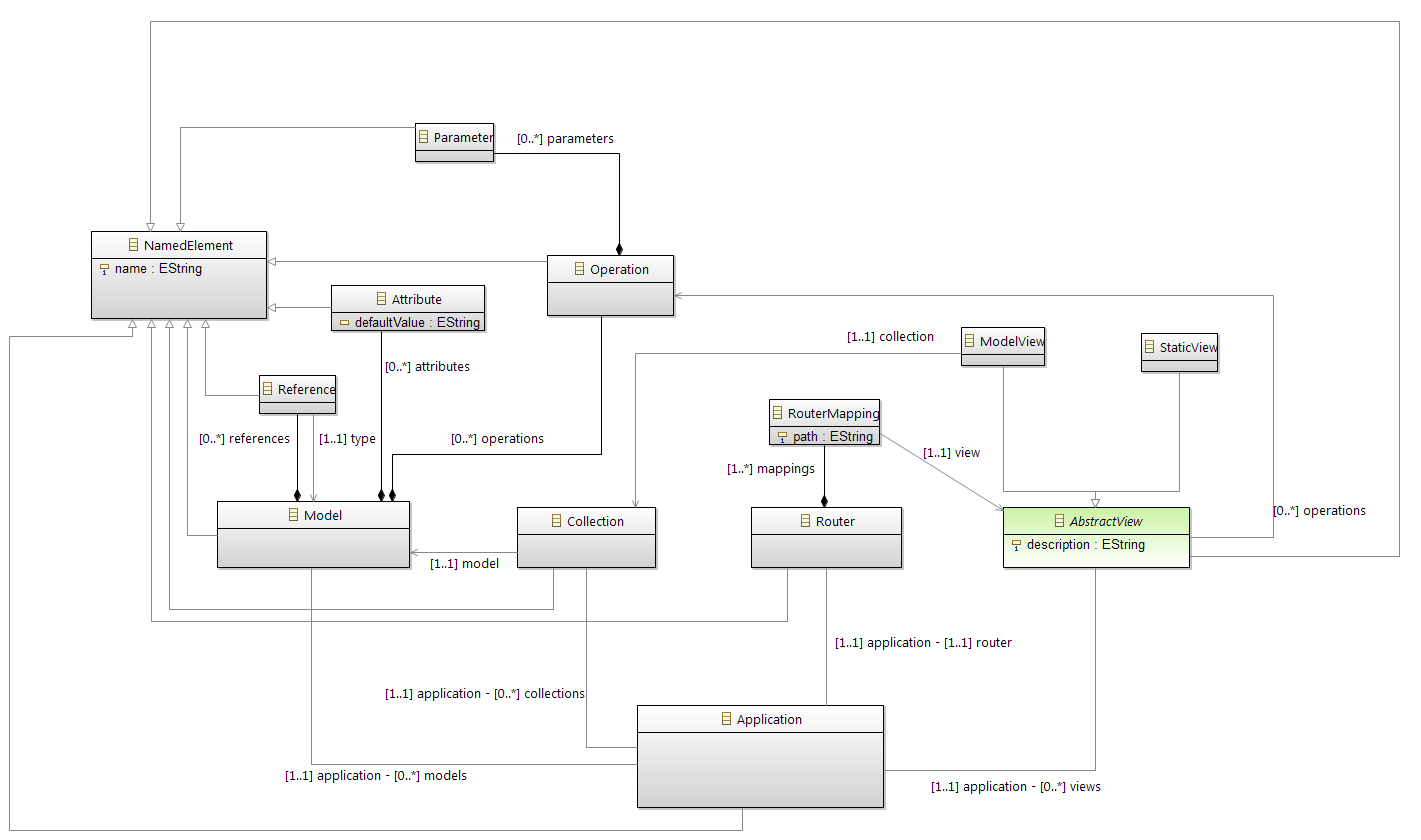 Parameter
[0..*] parameters
NamedElement
name : EString
Operation
Attribute
defaultValue : EString
[1..1] collection
ModelView
StaticView
[0..*] attributes
Reference
RouterMapping
path : EString
[0..*] references
[1..1] type
[0..*] operations
[1..1] view
[1..*] mappings
Model
Collection
Router
AbstractView
description : EString
[0..*] operations
[1..1] model
[1..1] application - [1..1] router
[1..1] application - [0..*] collections
Application
[1..1] application - [0..*] models
[1..1] application - [0..*] views